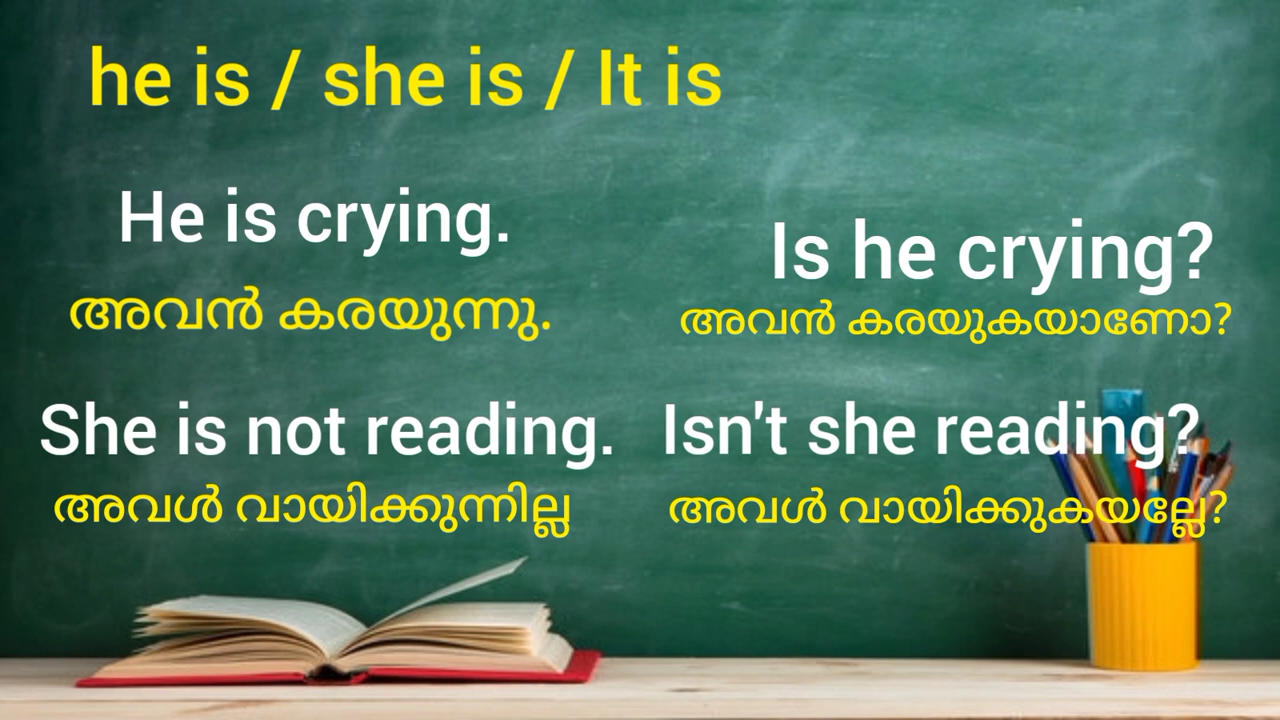 he is / she is / It is
He is crying.
അവൻ കരയുന്നു.
Is he crying?
അവൻ കരയുകയാണോ?
She is not reading.
അവൾ വായിക്കുന്നില്ല
Isn't she reading?
അവൾ വായിക്കുകയല്ലേ?